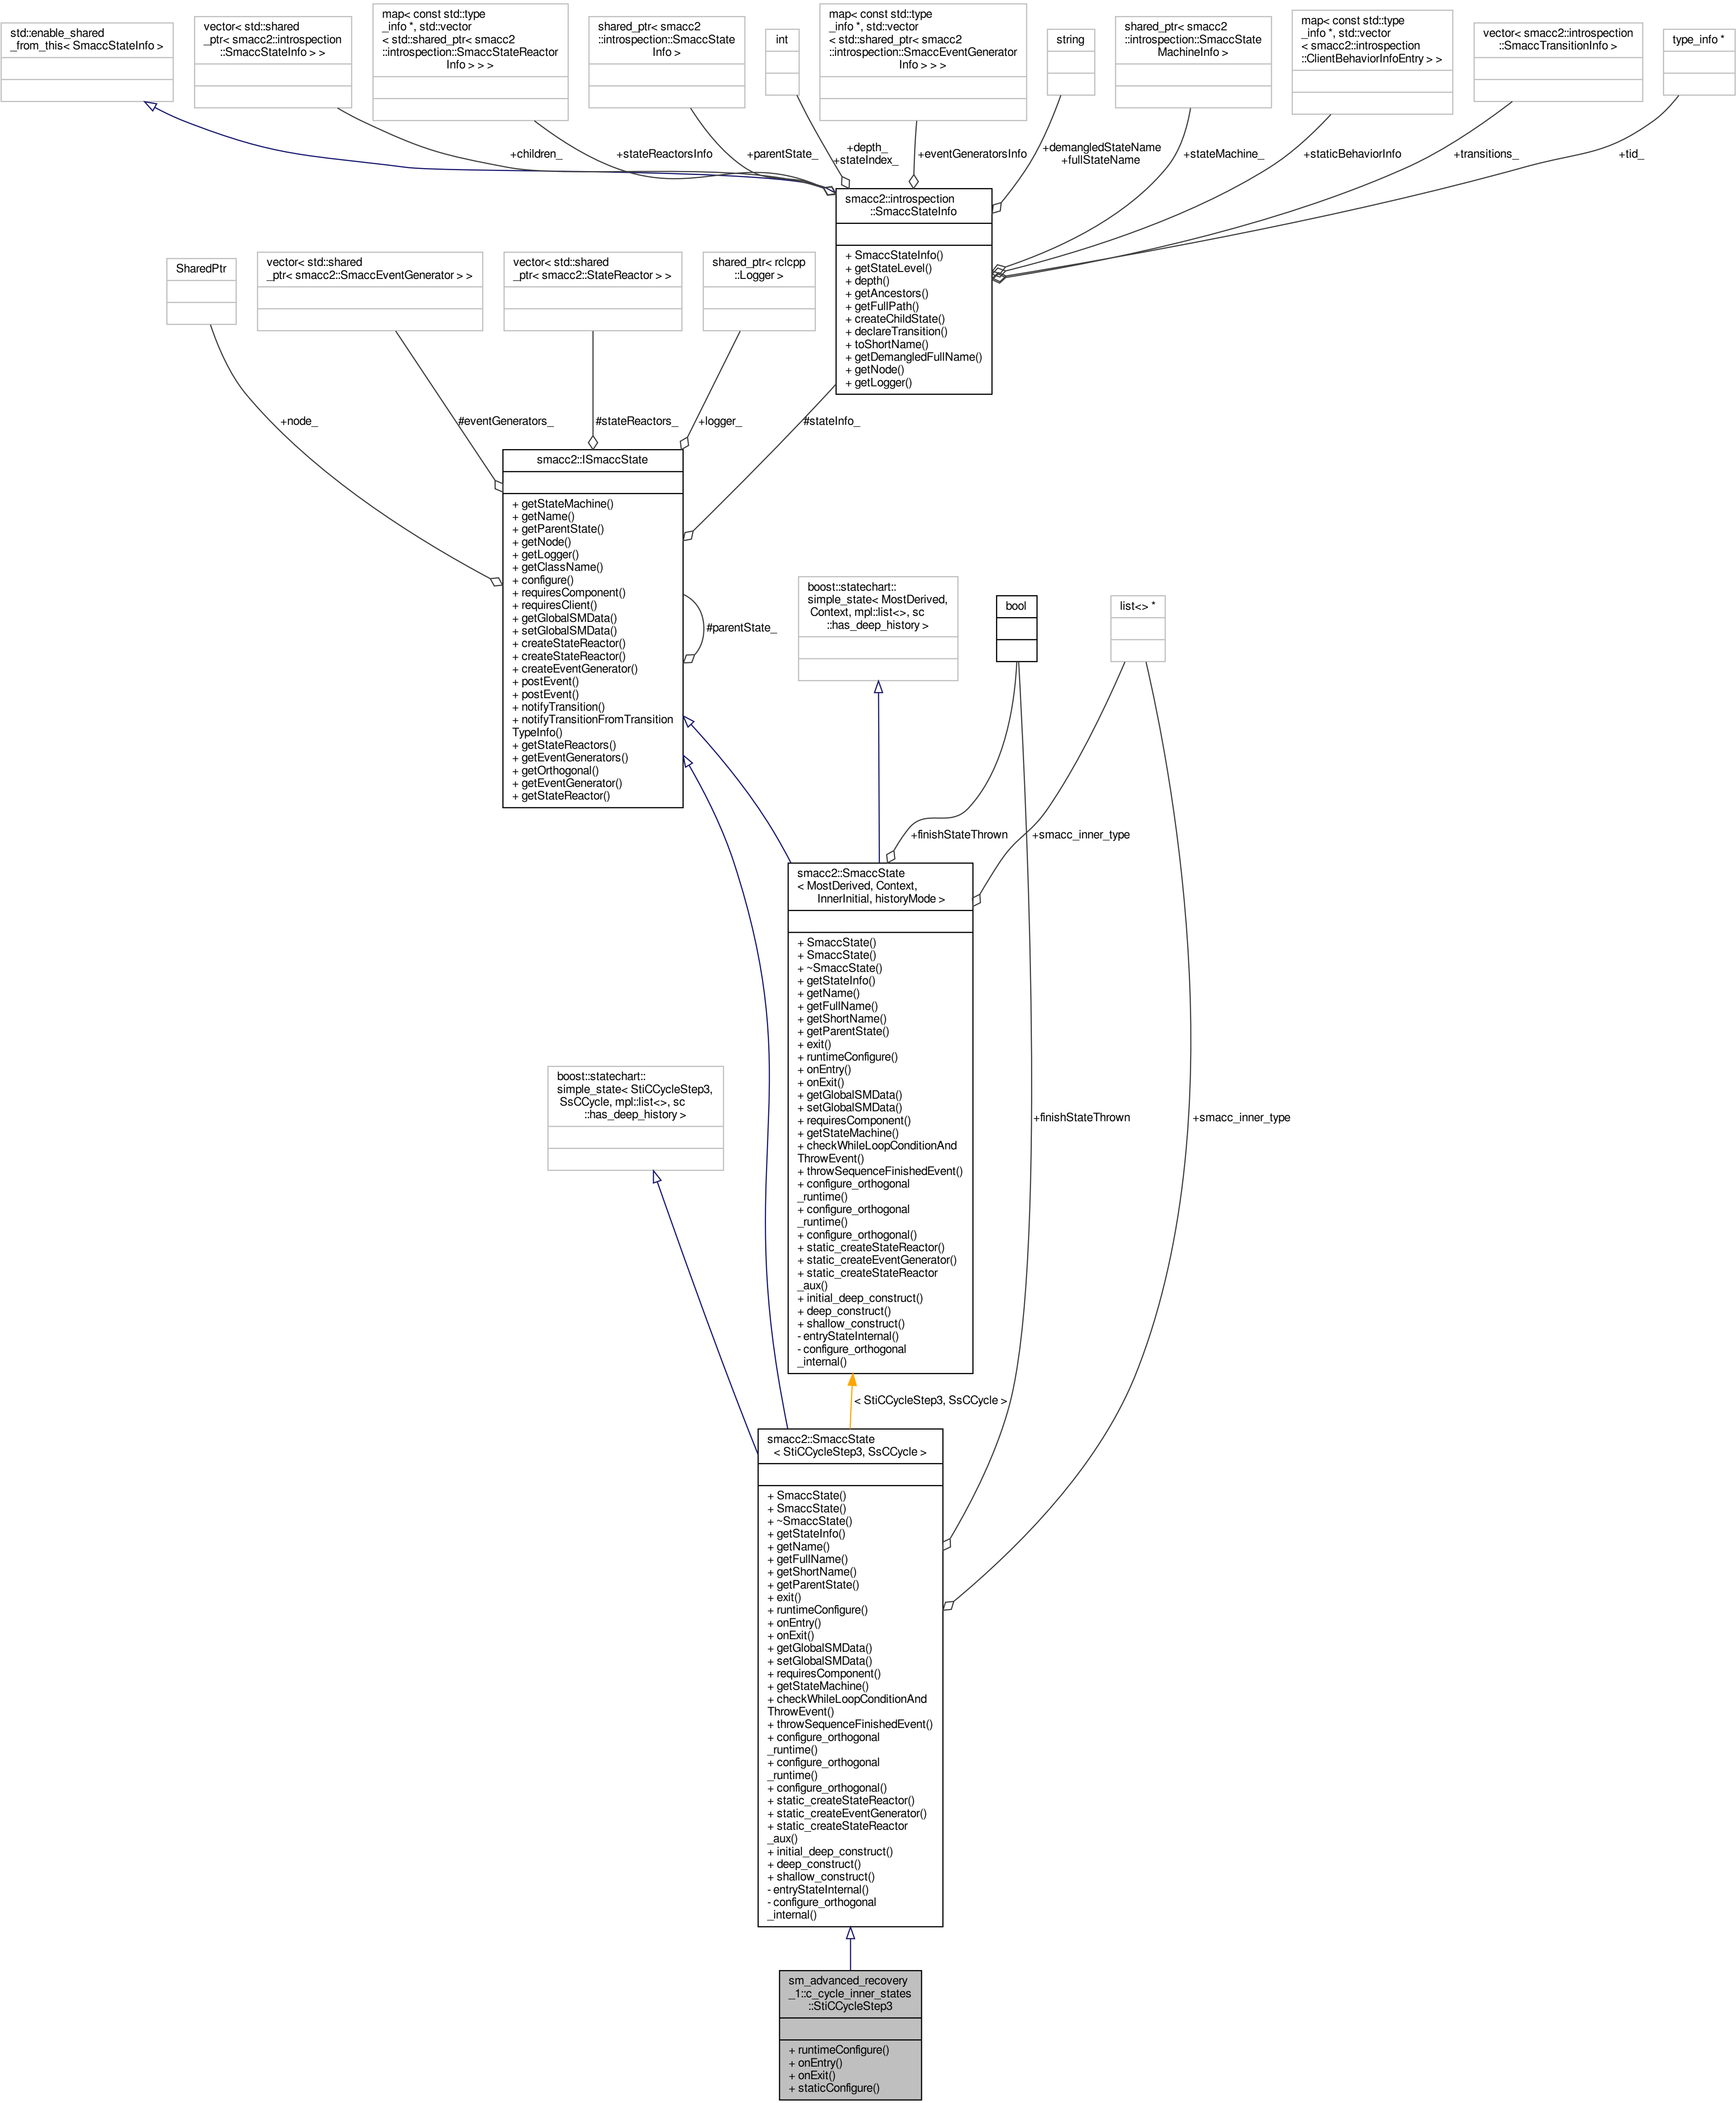 std::enable_shared
_from_this< SmaccStateInfo >
vector< std::shared
_ptr< smacc2::introspection
::SmaccStateInfo > >
map< const std::type
_info *, std::vector
< std::shared_ptr< smacc2
::introspection::SmaccStateReactor
Info > > >
shared_ptr< smacc2
::introspection::SmaccState
Info >
int
map< const std::type
_info *, std::vector
< std::shared_ptr< smacc2
::introspection::SmaccEventGenerator
Info > > >
string
shared_ptr< smacc2
::introspection::SmaccState
MachineInfo >
map< const std::type
_info *, std::vector
< smacc2::introspection
::ClientBehaviorInfoEntry > >
vector< smacc2::introspection
::SmaccTransitionInfo >
type_info *
+children_
+stateReactorsInfo
+parentState_
+depth_
+stateIndex_
+eventGeneratorsInfo
+demangledStateName
+fullStateName
+stateMachine_
+staticBehaviorInfo
+transitions_
+tid_
smacc2::introspection
::SmaccStateInfo
+ SmaccStateInfo()
+ getStateLevel()
+ depth()
+ getAncestors()
+ getFullPath()
+ createChildState()
+ declareTransition()
+ toShortName()
+ getDemangledFullName()
+ getNode()
+ getLogger()
SharedPtr
vector< std::shared
_ptr< smacc2::SmaccEventGenerator > >
vector< std::shared
_ptr< smacc2::StateReactor > >
shared_ptr< rclcpp
::Logger >
+node_
#eventGenerators_
#stateReactors_
+logger_
#stateInfo_
smacc2::ISmaccState
+ getStateMachine()
+ getName()
+ getParentState()
+ getNode()
+ getLogger()
+ getClassName()
+ configure()
+ requiresComponent()
+ requiresClient()
+ getGlobalSMData()
+ setGlobalSMData()
+ createStateReactor()
+ createStateReactor()
+ createEventGenerator()
+ postEvent()
+ postEvent()
+ notifyTransition()
+ notifyTransitionFromTransition
TypeInfo()
+ getStateReactors()
+ getEventGenerators()
+ getOrthogonal()
+ getEventGenerator()
+ getStateReactor()
#parentState_
boost::statechart::
simple_state< MostDerived,
Context, mpl::list<>, sc
::has_deep_history >
bool
list<> *
+finishStateThrown
+smacc_inner_type
smacc2::SmaccState
< MostDerived, Context,
InnerInitial, historyMode >
+ SmaccState()
+ SmaccState()
+ ~SmaccState()
+ getStateInfo()
+ getName()
+ getFullName()
+ getShortName()
+ getParentState()
+ exit()
+ runtimeConfigure()
+ onEntry()
+ onExit()
+ getGlobalSMData()
+ setGlobalSMData()
+ requiresComponent()
+ getStateMachine()
+ checkWhileLoopConditionAnd
ThrowEvent()
+ throwSequenceFinishedEvent()
+ configure_orthogonal
_runtime()
+ configure_orthogonal
_runtime()
+ configure_orthogonal()
+ static_createStateReactor()
+ static_createEventGenerator()
+ static_createStateReactor
_aux()
+ initial_deep_construct()
+ deep_construct()
+ shallow_construct()
- entryStateInternal()
- configure_orthogonal
_internal()
boost::statechart::
simple_state< StiCCycleStep3,
SsCCycle, mpl::list<>, sc
::has_deep_history >
+finishStateThrown
+smacc_inner_type
< StiCCycleStep3, SsCCycle >
smacc2::SmaccState
< StiCCycleStep3, SsCCycle >
+ SmaccState()
+ SmaccState()
+ ~SmaccState()
+ getStateInfo()
+ getName()
+ getFullName()
+ getShortName()
+ getParentState()
+ exit()
+ runtimeConfigure()
+ onEntry()
+ onExit()
+ getGlobalSMData()
+ setGlobalSMData()
+ requiresComponent()
+ getStateMachine()
+ checkWhileLoopConditionAnd
ThrowEvent()
+ throwSequenceFinishedEvent()
+ configure_orthogonal
_runtime()
+ configure_orthogonal
_runtime()
+ configure_orthogonal()
+ static_createStateReactor()
+ static_createEventGenerator()
+ static_createStateReactor
_aux()
+ initial_deep_construct()
+ deep_construct()
+ shallow_construct()
- entryStateInternal()
- configure_orthogonal
_internal()
sm_advanced_recovery
_1::c_cycle_inner_states
::StiCCycleStep3
+ runtimeConfigure()
+ onEntry()
+ onExit()
+ staticConfigure()